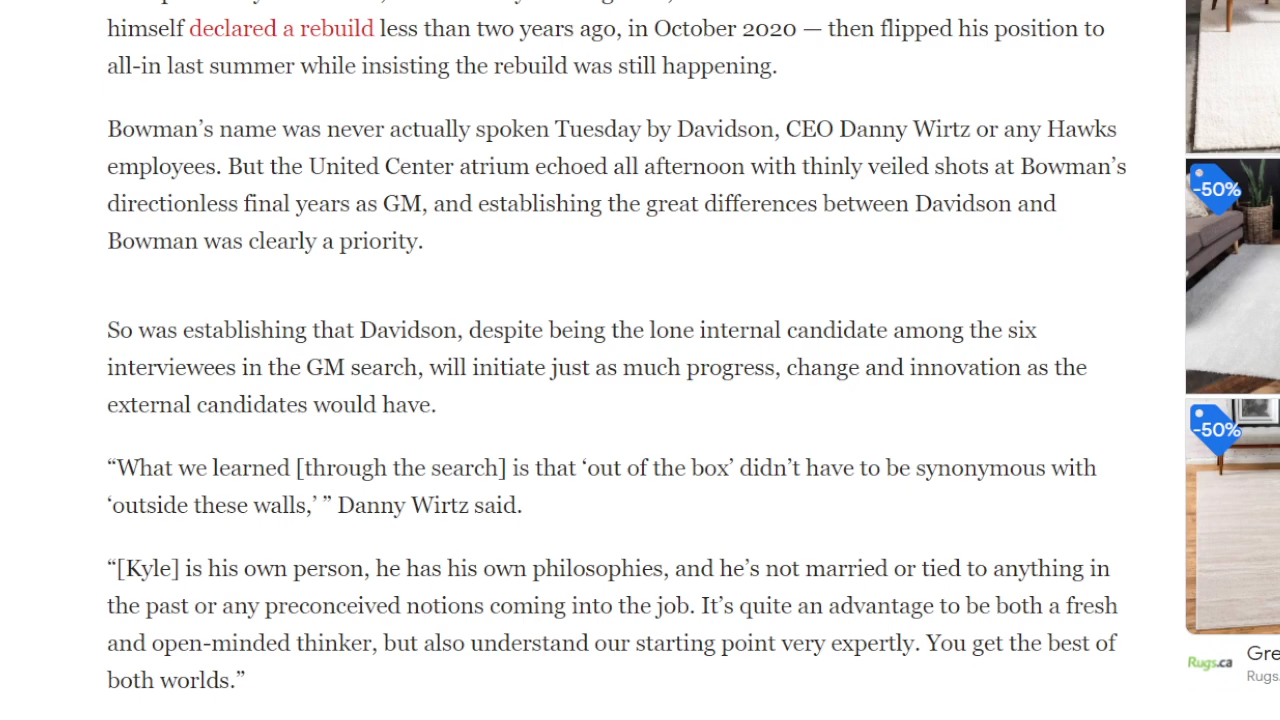 himself declared a rebuild less than two years ago, in October 2020 — then flipped his position to
all-in last summer while insisting the rebuild was still happening.
Bowman’s name was never actually spoken Tuesday by Davidson, CEO Danny Wirtz or any Hawks
employees. But the United Center atrium echoed all afternoon with thinly veiled shots at Bowman’s
directionless final years as GM, and establishing the great differences between Davidson and
Bowman was clearly a priority.
So was establishing that Davidson, despite being the lone internal candidate among the six
interviewees in the GM search, will initiate just as much progress, change and innovation as the
external candidates would have.
“What we learned [through the search] is that ‘out of the box’ didn’t have to be synonymous with
‘outside these walls,’ ” Danny Wirtz said.
“[Kyle] is his own person, he has his own philosophies, and he’s not married or tied to anything in
the past or any preconceived notions coming into the job. It’s quite an advantage to be both a fresh
and open-minded thinker, but also understand our starting point very expertly. You get the best of
both worlds.”
-50%
-50%
Rugs.ca
Gre
Rugs.